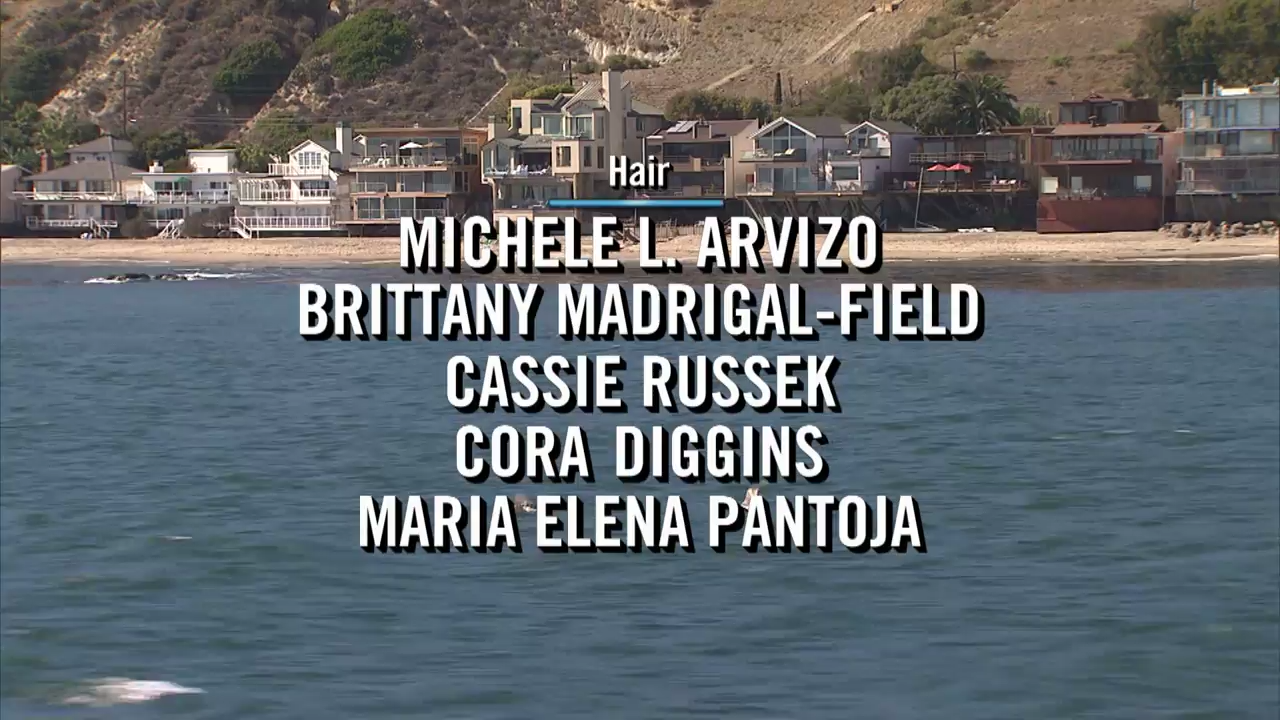 Hair
MICHELE L. ARVIZO
BRITTANY MADRIGAL-FIELD
CASSIE RUSSEK
CORA DIGGINS
MARIA ELENA PANTOJA